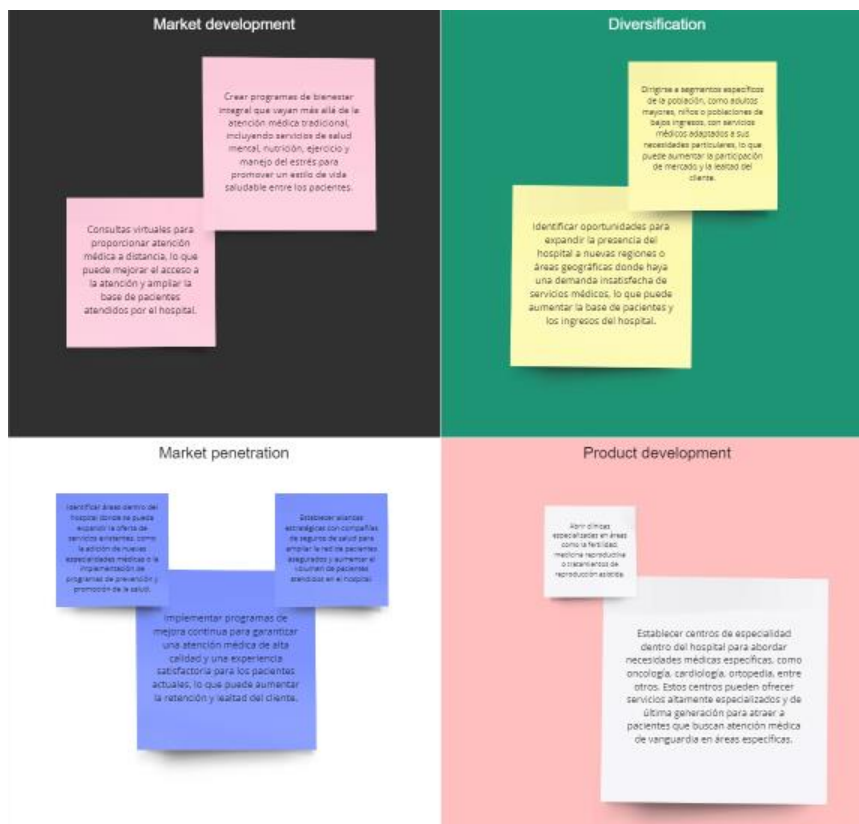 Market development
Crear programas de bienestar
integral que vayan más allá de la
atención médica tradicional,
incluyendo servicios de salud
mental, nutrición, ejercicio y
manejo del estrés para
promover un estilo de vida
saludable entre los pacientes.
Consultas virtuales para
proporcionar atención
médica a distancia, lo que
puede mejorar el acceso a
la atención y ampliar la
base de pacientes
atendidos por el hospital.
Diversification
Dirigirse a segmentos específicos
de la población, como adultos
mayores, niños o poblaciones de
bajos ingresos, con servicios
médicos adaptados a sus
necesidades particulares, lo que
puede aumentar la participación
de mercado y la lealtad del
cliente.
Identificar oportunidades para
expandir la presencia del
hospital a nuevas regiones o
áreas geográficas donde haya
una demanda insatisfecha de
servicios médicos, lo que puede
aumentar la base de pacientes y
los ingresos del hospital.
Market penetration
Identificar áreas dentro del
hospital donde se pueda
expandir la oferta de
servicios existentes, como
la adición de nuevas
especialidades médicas o la
implementación de
programas de prevención y
promoción de la salud.
Establecer alianzas
estratégicas con compañías
de seguros de salud para
ampliar la red de pacientes
asegurados y aumentar el
volumen de pacientes
atendidos en el hospital.
Implementar programas de
mejora continua para garantizar
una atención médica de alta
calidad y una experiencia
satisfactoria para los pacientes
actuales, lo que puede aumentar
la retención y lealtad del cliente.
Product development
Abrir clínicas
especializadas en áreas
como la fertilidad,
medicina reproductiva
o tratamientos de
reproducción asistida.
Establecer centros de especialidad
dentro del hospital para abordar
necesidades médicas específicas, como
oncología, cardiología, ortopedia, entre
otros. Estos centros pueden ofrecer
servicios altamente especializados y de
última generación para atraer a
pacientes que buscan atención médica
de vanguardia en áreas específicas.